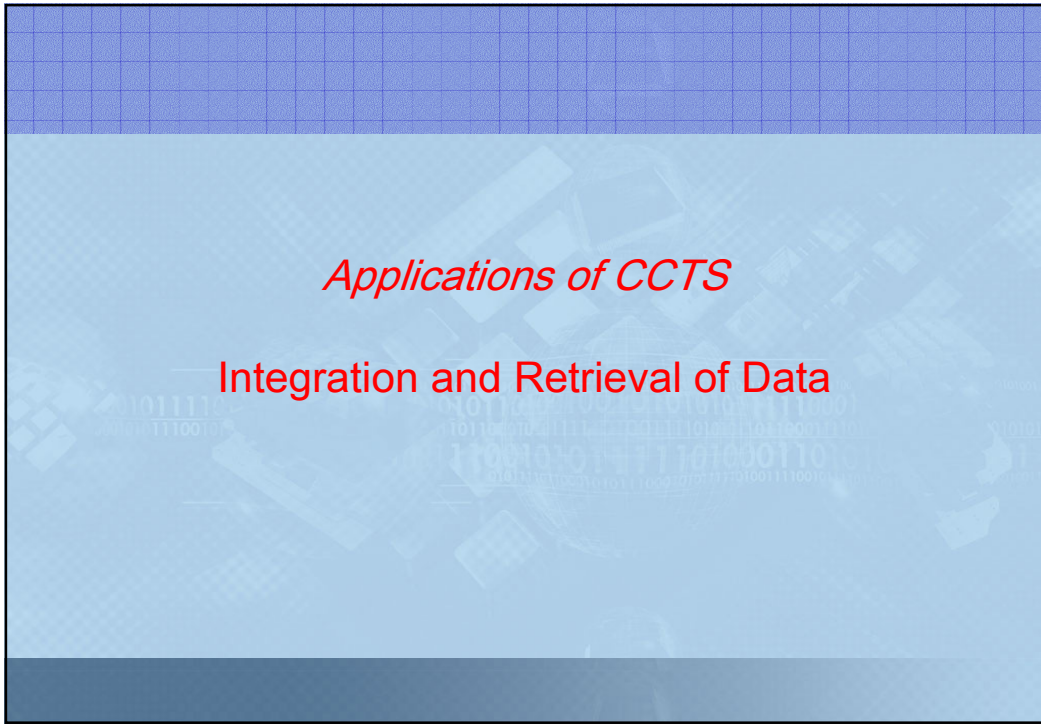 Applications of CCTS
Integration and Retrieval of Data